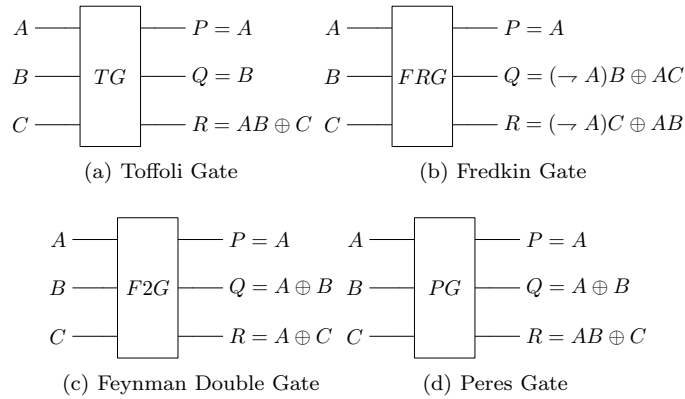 A P = A
B TG Q = B
C R = AB ⊕ C
(a) Toffoli Gate
A P = A
B FRG Q = (¬ A)B ⊕ AC
C R = (¬ A)C ⊕ AB
(b) Fredkin Gate
A P = A
B F2G Q = A ⊕ B
C R = A ⊕ C
(c) Feynman Double Gate
A P = A
B PG Q = A ⊕ B
C R = AB ⊕ C
(d) Peres Gate